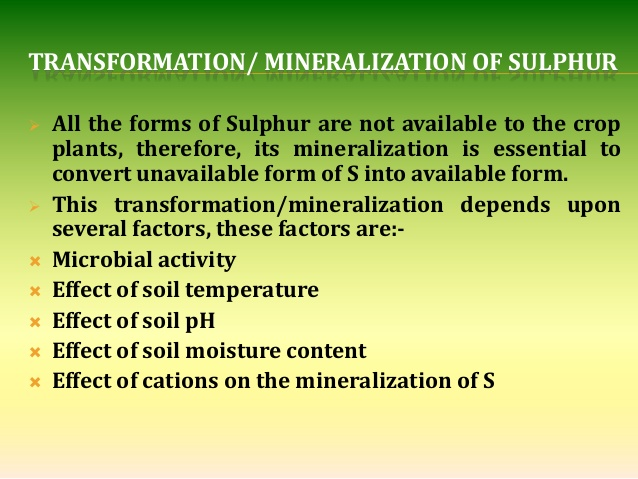 TRANSFORMATION/ MINERALIZATION OF SULPHUR
All the forms of Sulphur are not available to the crop
plants, therefore, its mineralization is essential to
convert unavailable form of S into available form.
This transformation/mineralization depends upon
several factors, these factors are:-
Microbial activity
Effect of soil temperature
Effect of soil pH
Effect of soil moisture content
Effect of cations on the mineralization of S